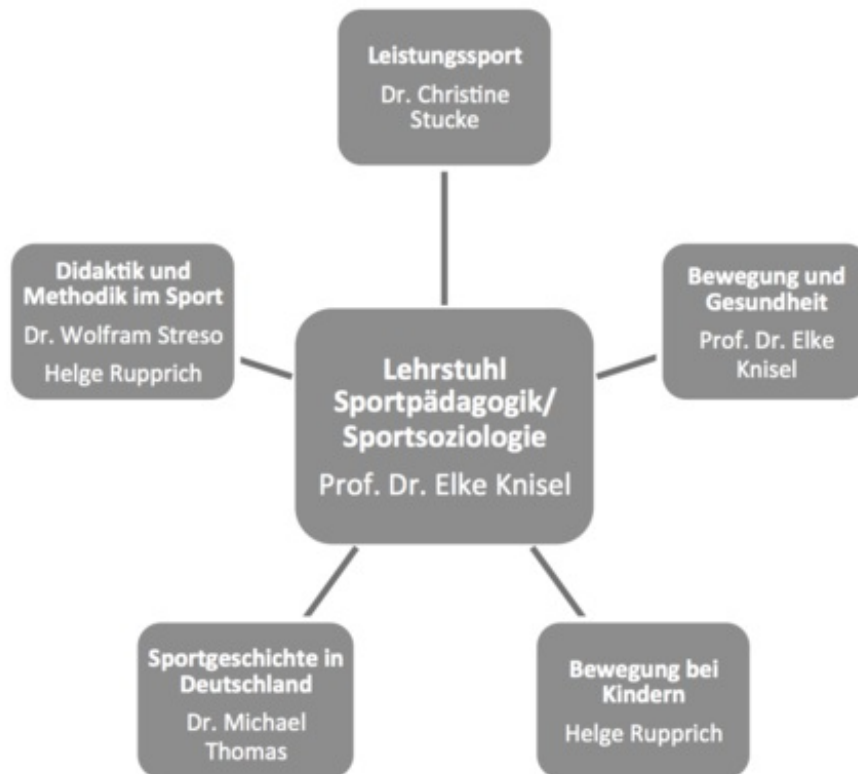 Leistungssport
Dr. Christine
Stucke
Didaktik und
Methodik im Sport
Dr. Wolfram Streso
Helge Rupprich
Bewegung und
Gesundheit
Prof. Dr. Elke
Knisel
Lehrstuhl
Sportpädagogik/
Sportsoziologie
Prof. Dr. Elke Knisel
Sportgeschichte in
Deutschland
Dr. Michael
Thomas
Bewegung bei
Kindern
Helge Rupprich